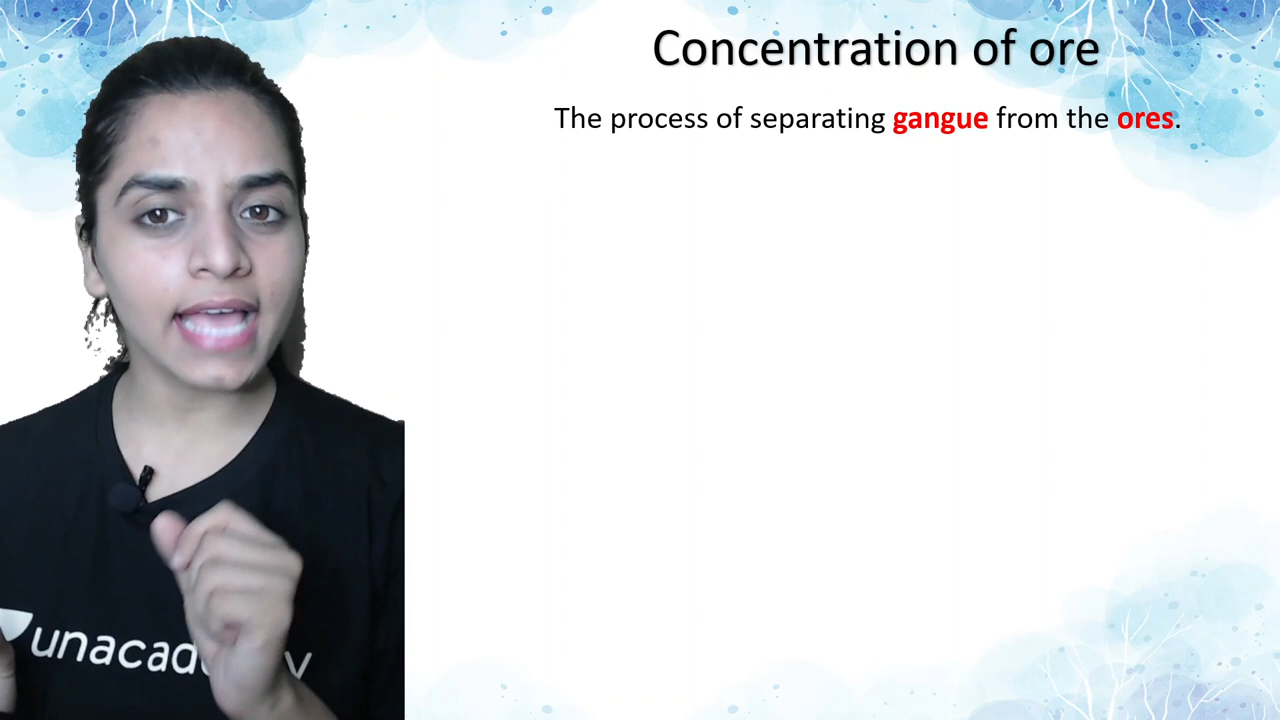 Concentration of ore
The process of separating gangue from the ores.